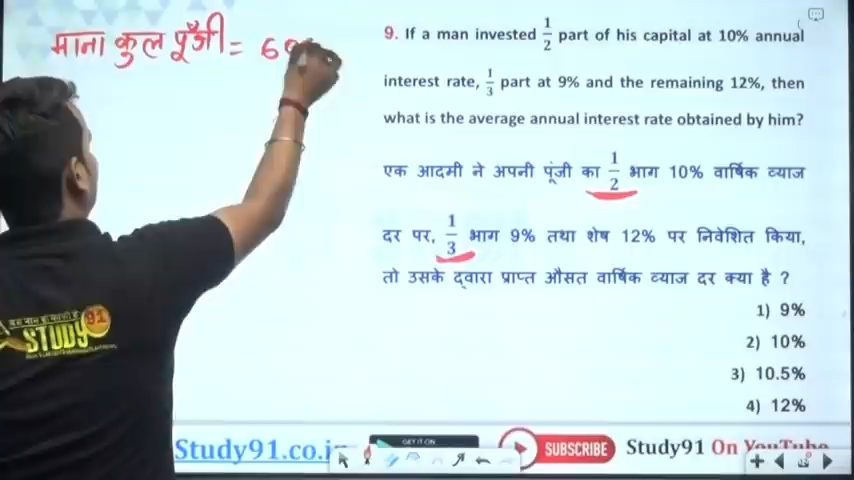 माना कुल पूँजी =
9. If a man invested 1/2 part of his capital at 10% annual
interest rate, 1/3 part at 9% and the remaining 12%, then
what is the average annual interest rate obtained by him?
एक आदमी ने अपनी पूंजी का 1/2 भाग 10% वार्षिक व्याज
दर पर, 1/3 भाग 9% तथा शेष 12% पर निवेशित किया,
तो उसके द्वारा प्राप्त औसत वार्षिक व्याज दर क्या है ?
1) 9%
2) 10%
3) 10.5%
4) 12%
STUDY 91
Study91.co.i
GET IT ON
SUBSCRIBE
Study91 On YouTube